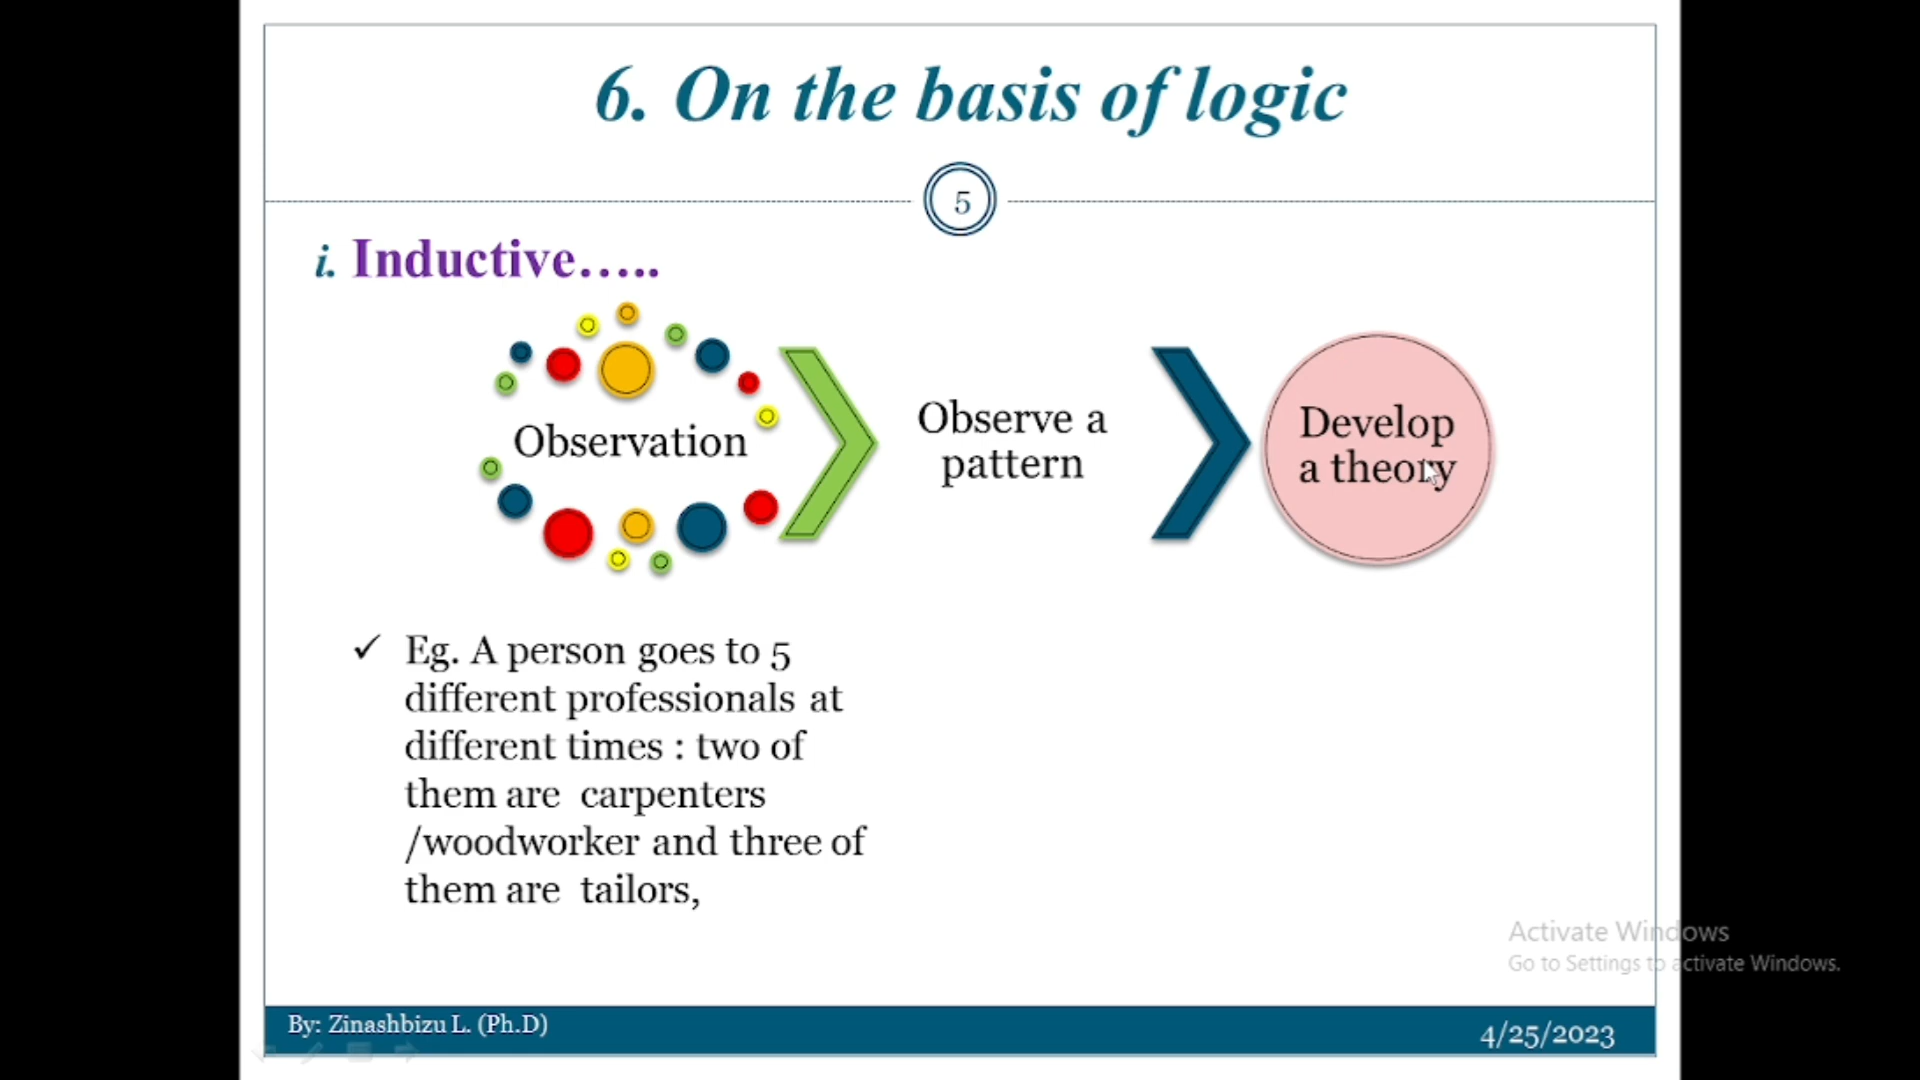 6. On the basis of logic
5
i. Inductive…..
Observation
Observe a
pattern
Develop
a theory
✓ Eg. A person goes to 5
different professionals at
different times : two of
them are carpenters
/woodworker and three of
them are tailors,
Activate Windows
Go to Settings to activate Windows.
By: Zinashbizu L. (Ph.D)
4/25/2023